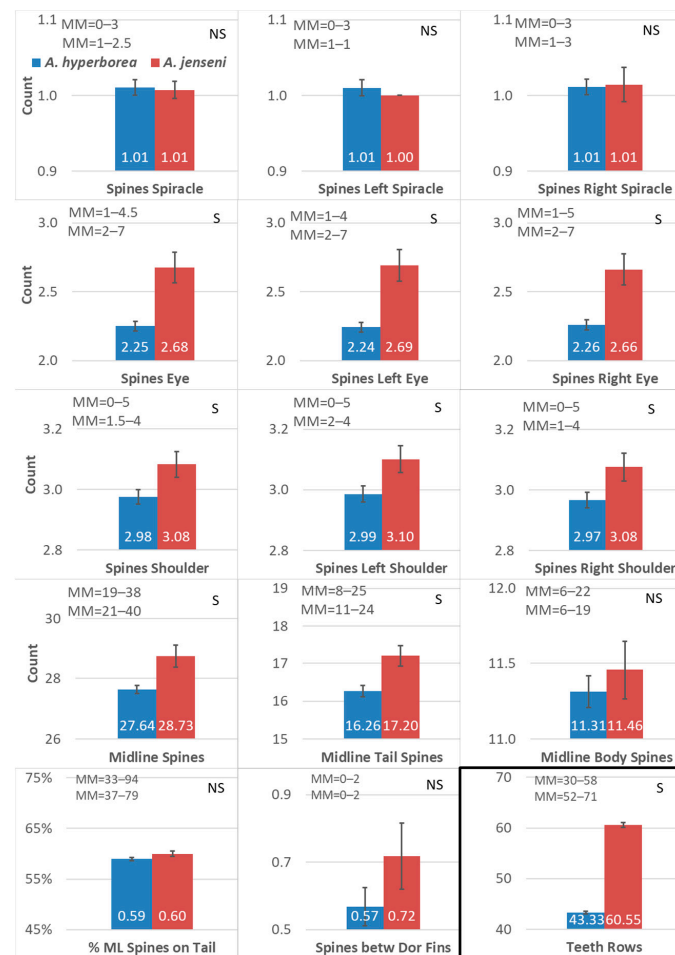 1.1
MM=0–3
MM=1–2.5
NS
A. hyperborea A. jenseni
Count
1.0
0.9
1.01 1.01
Spines Spiracle
1.1
MM=0–3
MM=1–1
NS
1.0
0.9
1.01 1.00
Spines Left Spiracle
1.1
MM=0–3
MM=1–3
NS
1.0
0.9
1.01 1.01
Spines Right Spiracle
MM=1–4.5
MM=2–7
S
3.0
Count
2.5
2.0
2.25 2.68
Spines Eye
MM=1–4
MM=2–7
S
3.0
2.5
2.0
2.24 2.69
Spines Left Eye
MM=1–5
MM=2–7
S
3.0
2.5
2.0
2.26 2.66
Spines Right Eye
MM=0–5
MM=1.5–4
S
3.2
Count
3.0
2.8
2.98 3.08
Spines Shoulder
MM=0–5
MM=2–4
S
3.2
3.0
2.8
2.99 3.10
Spines Left Shoulder
MM=0–5
MM=1–4
S
3.2
3.0
2.8
2.97 3.08
Spines Right Shoulder
MM=19–38
MM=21–40
S
30
Count
28
26
27.64 28.73
Midline Spines
19
MM=8–25
MM=11–24
S
18
17
16
15
16.26 17.20
Midline Tail Spines
12.0
MM=6–22
MM=6–19
NS
11.5
11.0
11.31 11.46
Midline Body Spines
75%
MM=33–94
MM=37–79
NS
65%
55%
45%
0.59 0.60
% ML Spines on Tail
MM=0–2
MM=0–2
NS
0.9
0.7
0.5
0.57 0.72
Spines betw Dor Fins
70
MM=30–58
MM=52–71
S
60
50
40
43.33 60.55
Teeth Rows